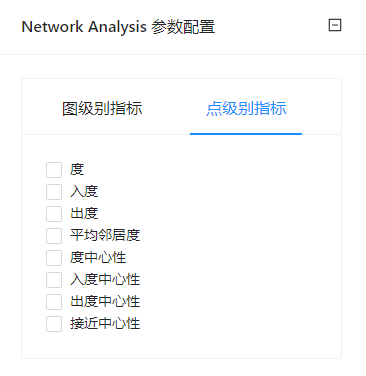 Network Analysis 参数配置
图级别指标 点级别指标
度
入度
出度
平均邻居度
度中心性
入度中心性
出度中心性
接近中心性